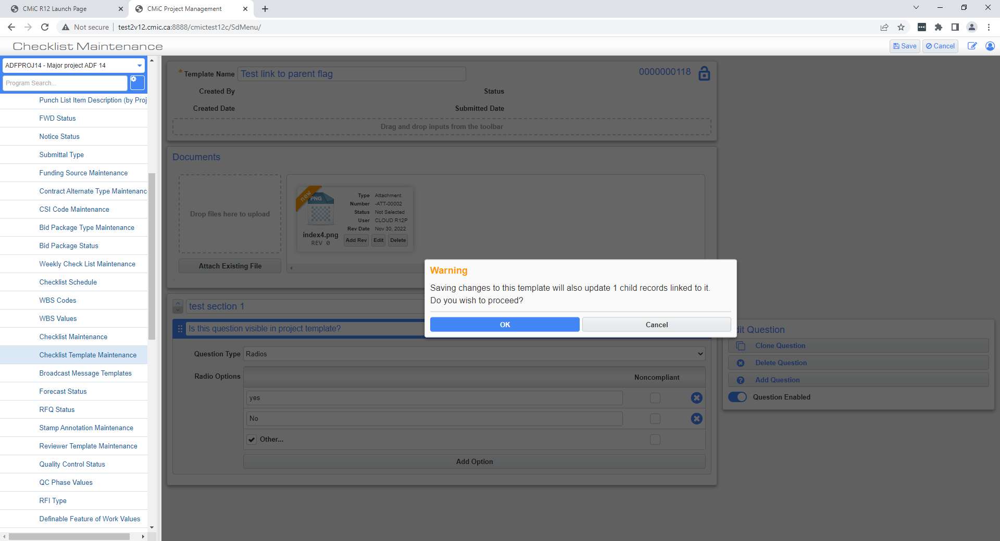 CMiC R12 Launch Page
CMiC Project Management
Not secure
test2v12.cmic.ca:8888/cmictest12c/SdMenu/
Checklist Maintenance
Save
Cancel
ADFPROJ14 - Major project ADF 14
Program Search...
Punch List Item Description (by Proj
FWD Status
Notice Status
Submittal Type
Funding Source Maintenance
Contract Alternate Type Maintenanc
CSI Code Maintenance
Bid Package Type Maintenance
Bid Package Status
Weekly Check List Maintenance
Checklist Schedule
WBS Codes
WBS Values
Checklist Maintenance
Checklist Template Maintenance
Broadcast Message Templates
Forecast Status
RFQ Status
Stamp Annotation Maintenance
Reviewer Template Maintenance
Quality Control Status
QC Phase Values
RFI Type
Definable Feature of Work Values
*Template Name Test link to parent flag
0000000118
Created By
Status
Created Date
Submitted Date
Drag and drop inputs from the toolbar
Documents
Drop files here to upload
Attach Existing File
new
PNG
index4.png
REV 0
Type Attachment
Number -ATT-00002
Status Not Selected
User CLOUD R12P
Rev Date Nov 30, 2022
Add Rev Edit Delete
Warning
Saving changes to this template will also update 1 child records linked to it.
Do you wish to proceed?
OK
Cancel
test section 1
Is this question visible in project template?
Question Type Radios
Radio Options
Noncompliant
yes
No
Other...
Add Option
dit Question
Clone Question
Delete Question
Add Question
Question Enabled